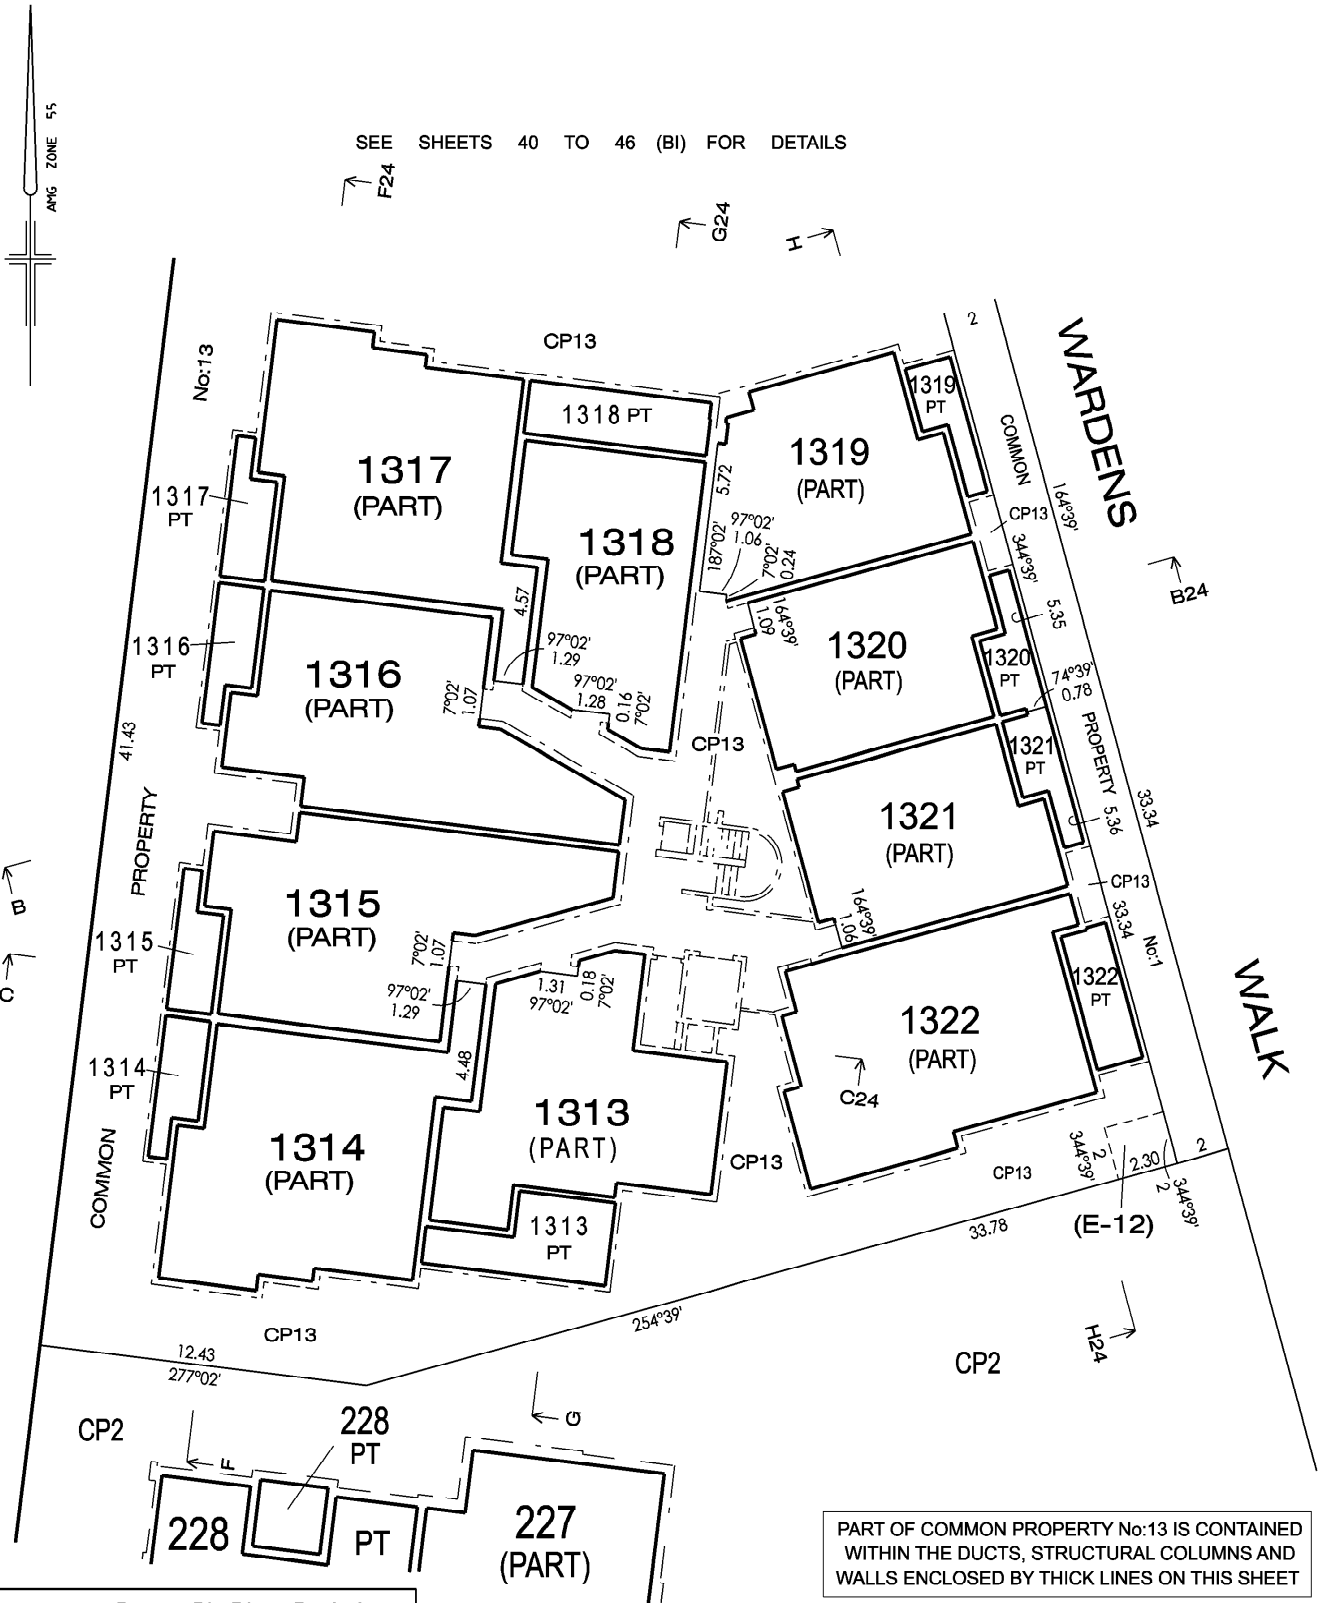 AMG ZONE 55
SEE SHEETS 40 TO 46 (BI) FOR DETAILS
F24
G24
H
No:13
CP13
2
WARDENS
1317
(PART)
1318 PT
1318
(PART)
1319
(PART)
1319
PT
COMMON
164°39'
CP13
344°39'
5.72
187°02'
97°02'
1.06
7°02'
0.24
1317
PT
4.57
97°02'
1.29
97°02'
1.28
0.16
7°02'
164°39'
1.09
1320
(PART)
1320
PT
5.35
B24
74°39'
0.78
1316
PT
1316
(PART)
7°02'
1.07
CP13
41.43
PROPERTY
1321
(PART)
1321
PT
PROPERTY
5.36
33.34
CP13
33.34
No:1
164°39'
1.06
B
C
1315
(PART)
1315
PT
7°02'
1.07
97°02'
1.29
1.31
97°02'
0.18
7°02'
4.48
1322
(PART)
1322
PT
WALK
C24
1314
PT
1314
(PART)
1313
(PART)
CP13
1313
PT
COMMON
CP13
344°39'
2
2.30
2
344°39'
2
(E-12)
33.78
254°39'
CP13
12.43
277°02'
H24
CP2
CP2
G
F
228
PT
228
PT
227
(PART)
PART OF COMMON PROPERTY No:13 IS CONTAINED
WITHIN THE DUCTS, STRUCTURAL COLUMNS AND
WALLS ENCLOSED BY THICK LINES ON THIS SHEET